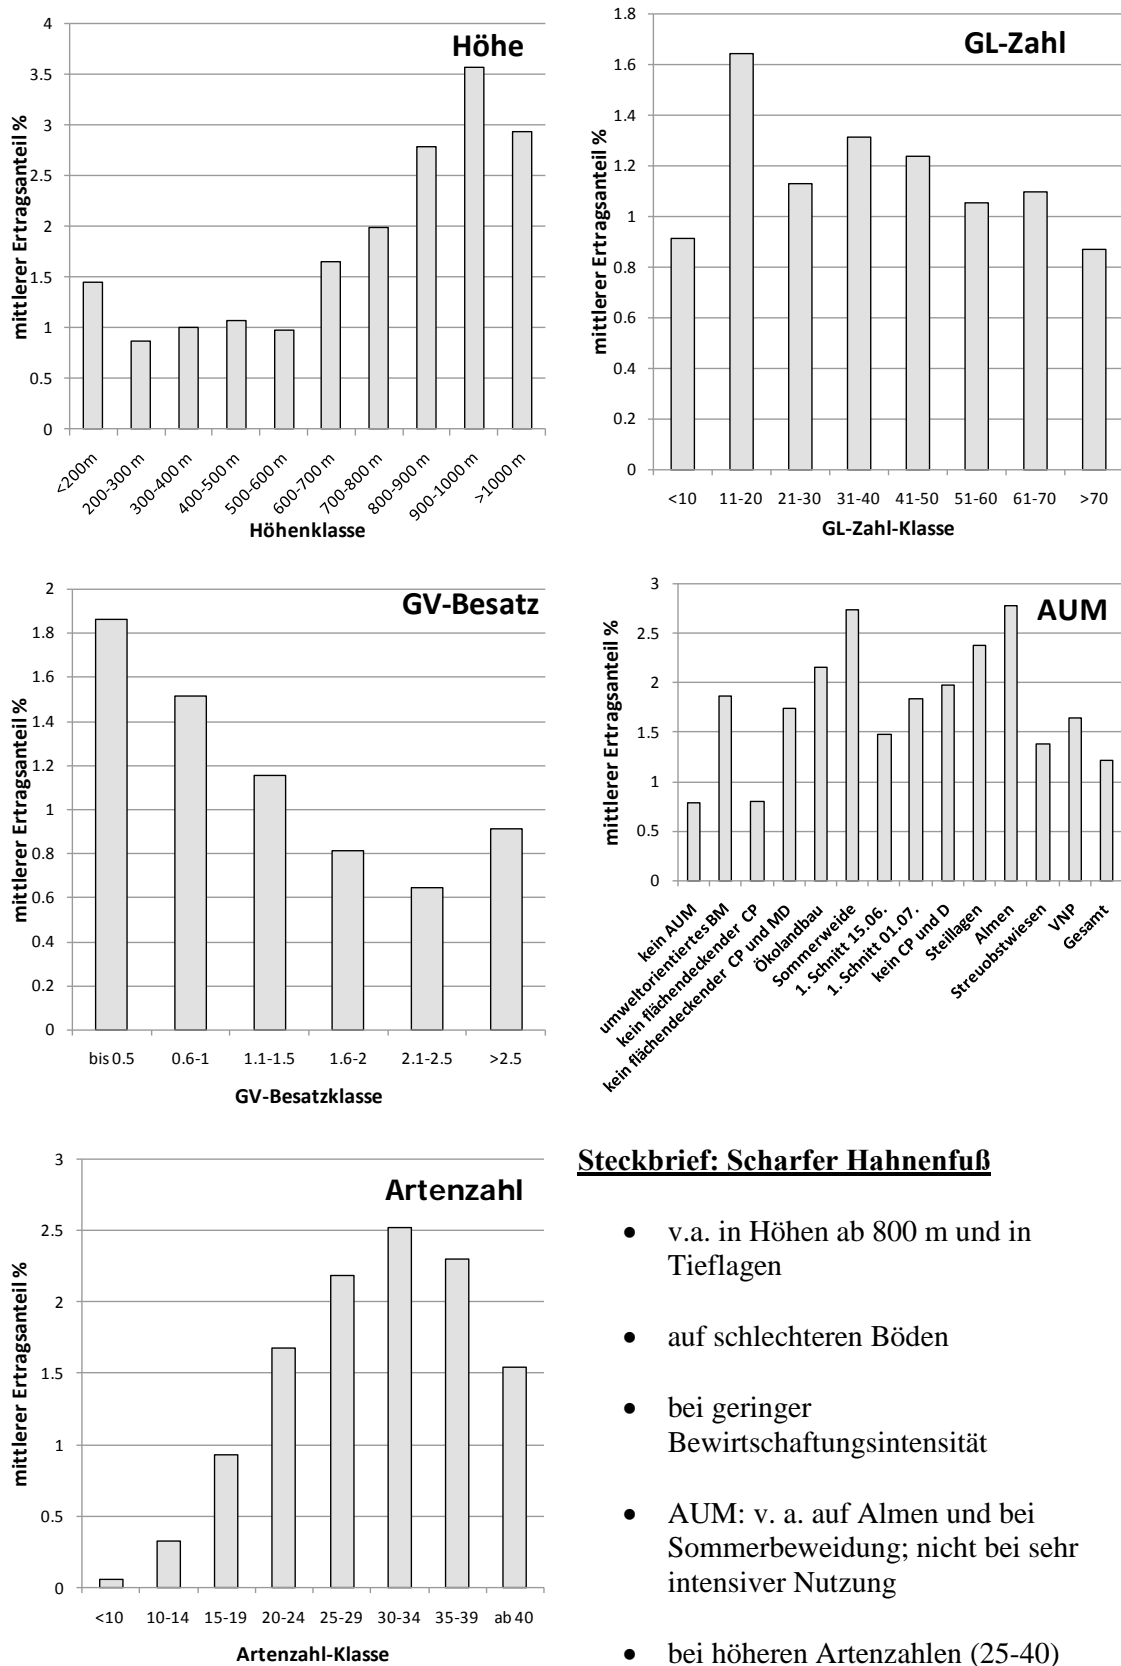 Höhe
mittlerer Ertragsanteil %
4
3.5
3
2.5
2
1.5
1
0.5
0
<200m
200-300 m
300-400 m
400-500 m
500-600 m
600-700 m
700-800 m
800-900 m
900-1000 m
>1000 m
Höhenklasse
GL-Zahl
mittlerer Ertragsanteil %
1.8
1.6
1.4
1.2
1
0.8
0.6
0.4
0.2
0
<10 11-20 21-30 31-40 41-50 51-60 61-70 >70
GL-Zahl-Klasse
GV-Besatz
mittlerer Ertragsanteil %
2
1.8
1.6
1.4
1.2
1
0.8
0.6
0.4
0.2
0
bis 0.5 0.6-1 1.1-1.5 1.6-2 2.1-2.5 >2.5
GV-Besatzklasse
AUM
mittlerer Ertragsanteil %
3
2.5
2
1.5
1
0.5
0
kein AUM
umweltorientiertes BM
kein flächendeckender CP
kein flächendeckender CP und MD
Ökolandbau
Sommerweide
1. Schnitt 15.06.
1. Schnitt 01.07.
kein CP und D
Steillagen
Almen
Streuobstwiesen
VNP
Gesamt
Artenzahl
mittlerer Ertragsanteil %
3
2.5
2
1.5
1
0.5
0
<10 10-14 15-19 20-24 25-29 30-34 35-39 ab 40
Artenzahl-Klasse
Steckbrief: Scharfer Hahnenfuß
• v.a. in Höhen ab 800 m und in
Tieflagen
• auf schlechteren Böden
• bei geringer
Bewirtschaftungsintensität
• AUM: v. a. auf Almen und bei
Sommerbeweidung; nicht bei sehr
intensiver Nutzung
• bei höheren Artenzahlen (25-40)